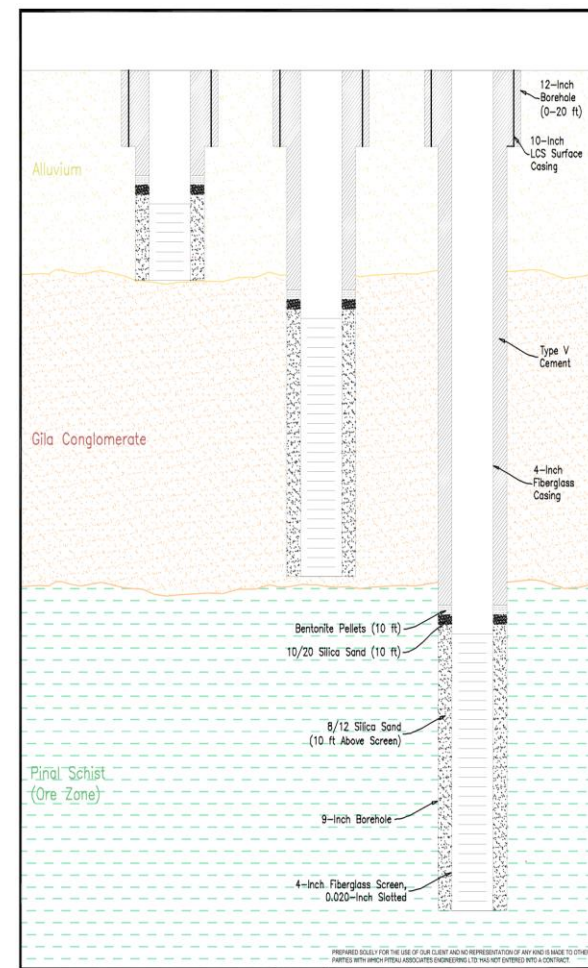 12-Inch
Borehole
(0-20 ft)
10-Inch
LCS Surface
Casing
Alluvium
Type V
Cement
Gila Conglomerate
4-Inch
Fiberglass
Casing
Bentonite Pellets (10 ft)
10/20 Silica Sand (10 ft)
8/12 Silica Sand
(10 ft Above Screen)
Pinal Schist
(Ore Zone)
9-Inch Borehole
4-Inch Fiberglass Screen,
0.020-Inch Slotted
PREPARED SOLELY FOR THE USE OF OUR CLIENT AND NO REPRESENTATION OF ANY KIND IS MADE TO OTHE
PARTIES WITH WHICH PITEAU ASSOCIATES ENGINEERING LTD. HAS NOT ENTERED INTO A CONTRACT.